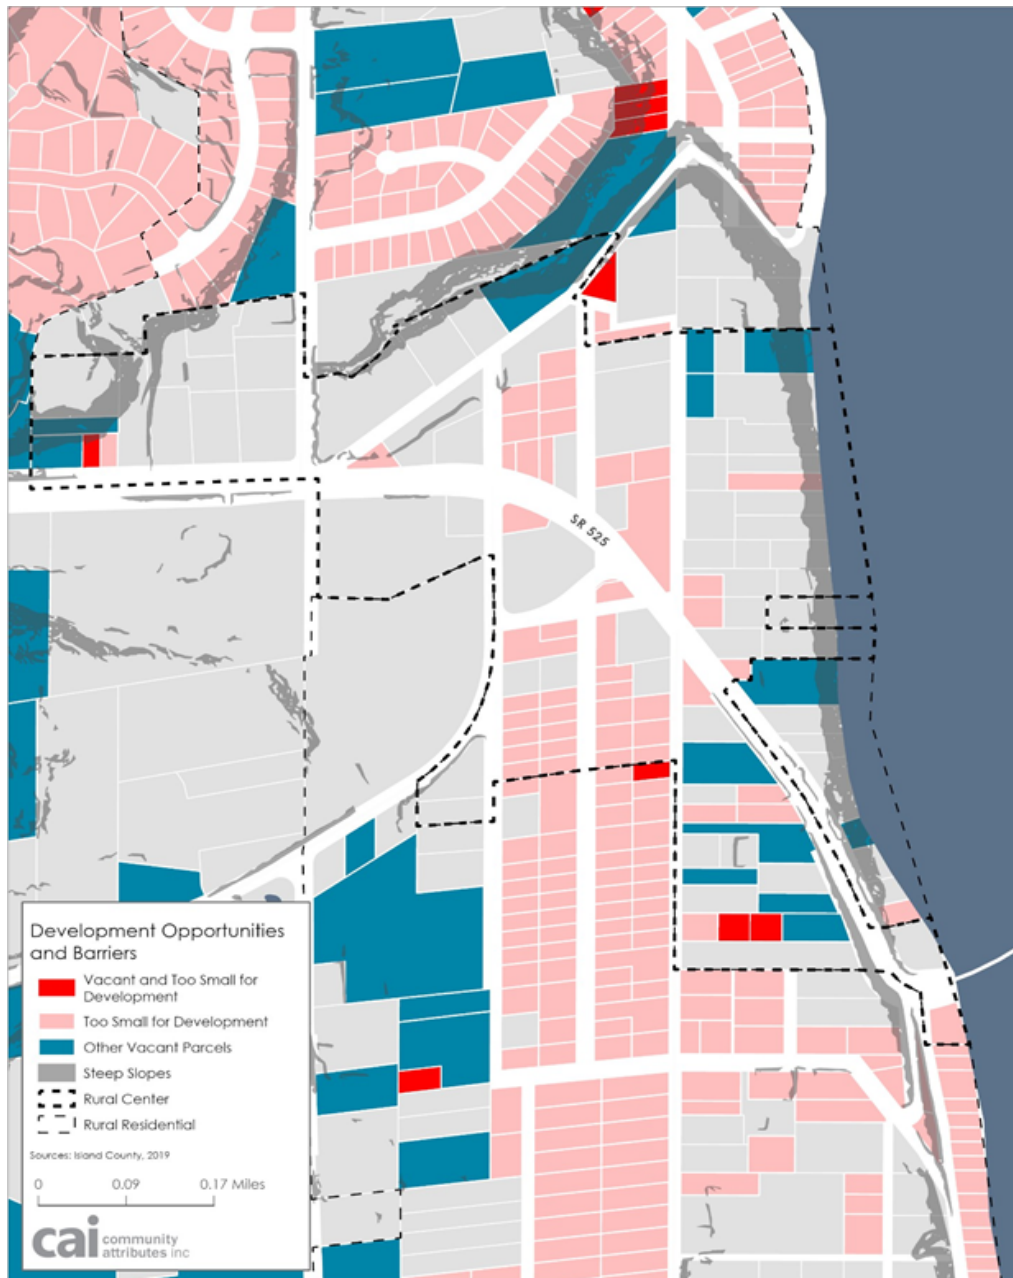 SR 525
Development Opportunities
and Barriers
Vacant and Too Small for
Development
Too Small for Development
Other Vacant Parcels
Steep Slopes
Rural Center
Rural Residential
Sources: Island County, 2019
0 0.09 0.17 Miles
cai community
attributes inc